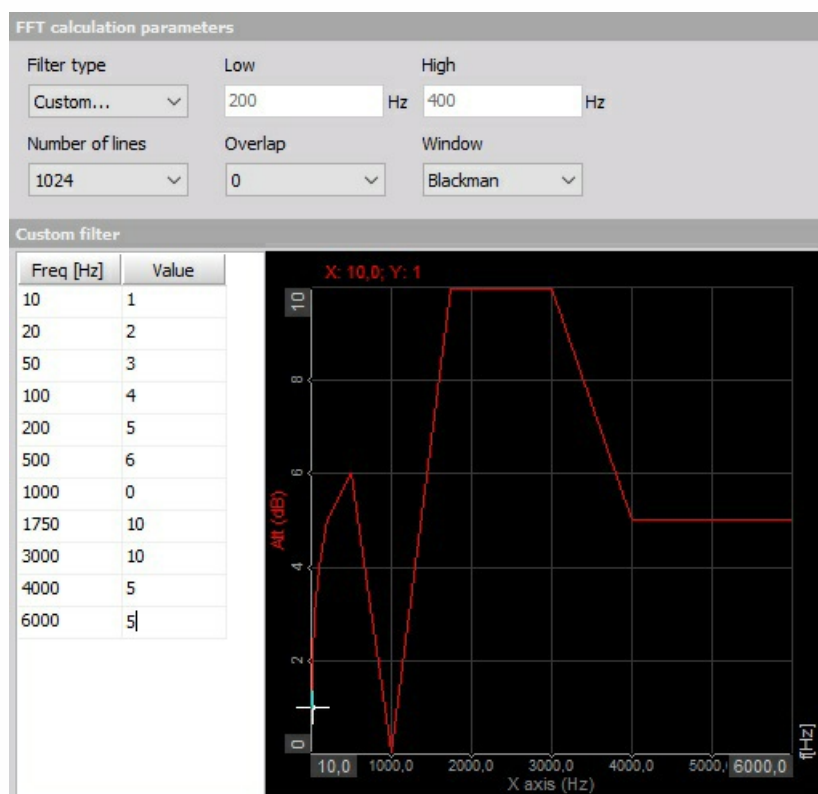 FFT calculation parameters
Filter type Low High
Custom... 200 Hz 400 Hz
Number of lines Overlap Window
1024 0 Blackman
Custom filter
Freq [Hz] Value
10 1
20 2
50 3
100 4
200 5
500 6
1000 0
1750 10
3000 10
4000 5
6000 5
X: 10,0; Y: 1
10
8
6
4
2
0
Att (dB)
10,0 1000,0 2000,0 3000,0 4000,0 5000, 6000,0
X axis (Hz)
f[Hz]